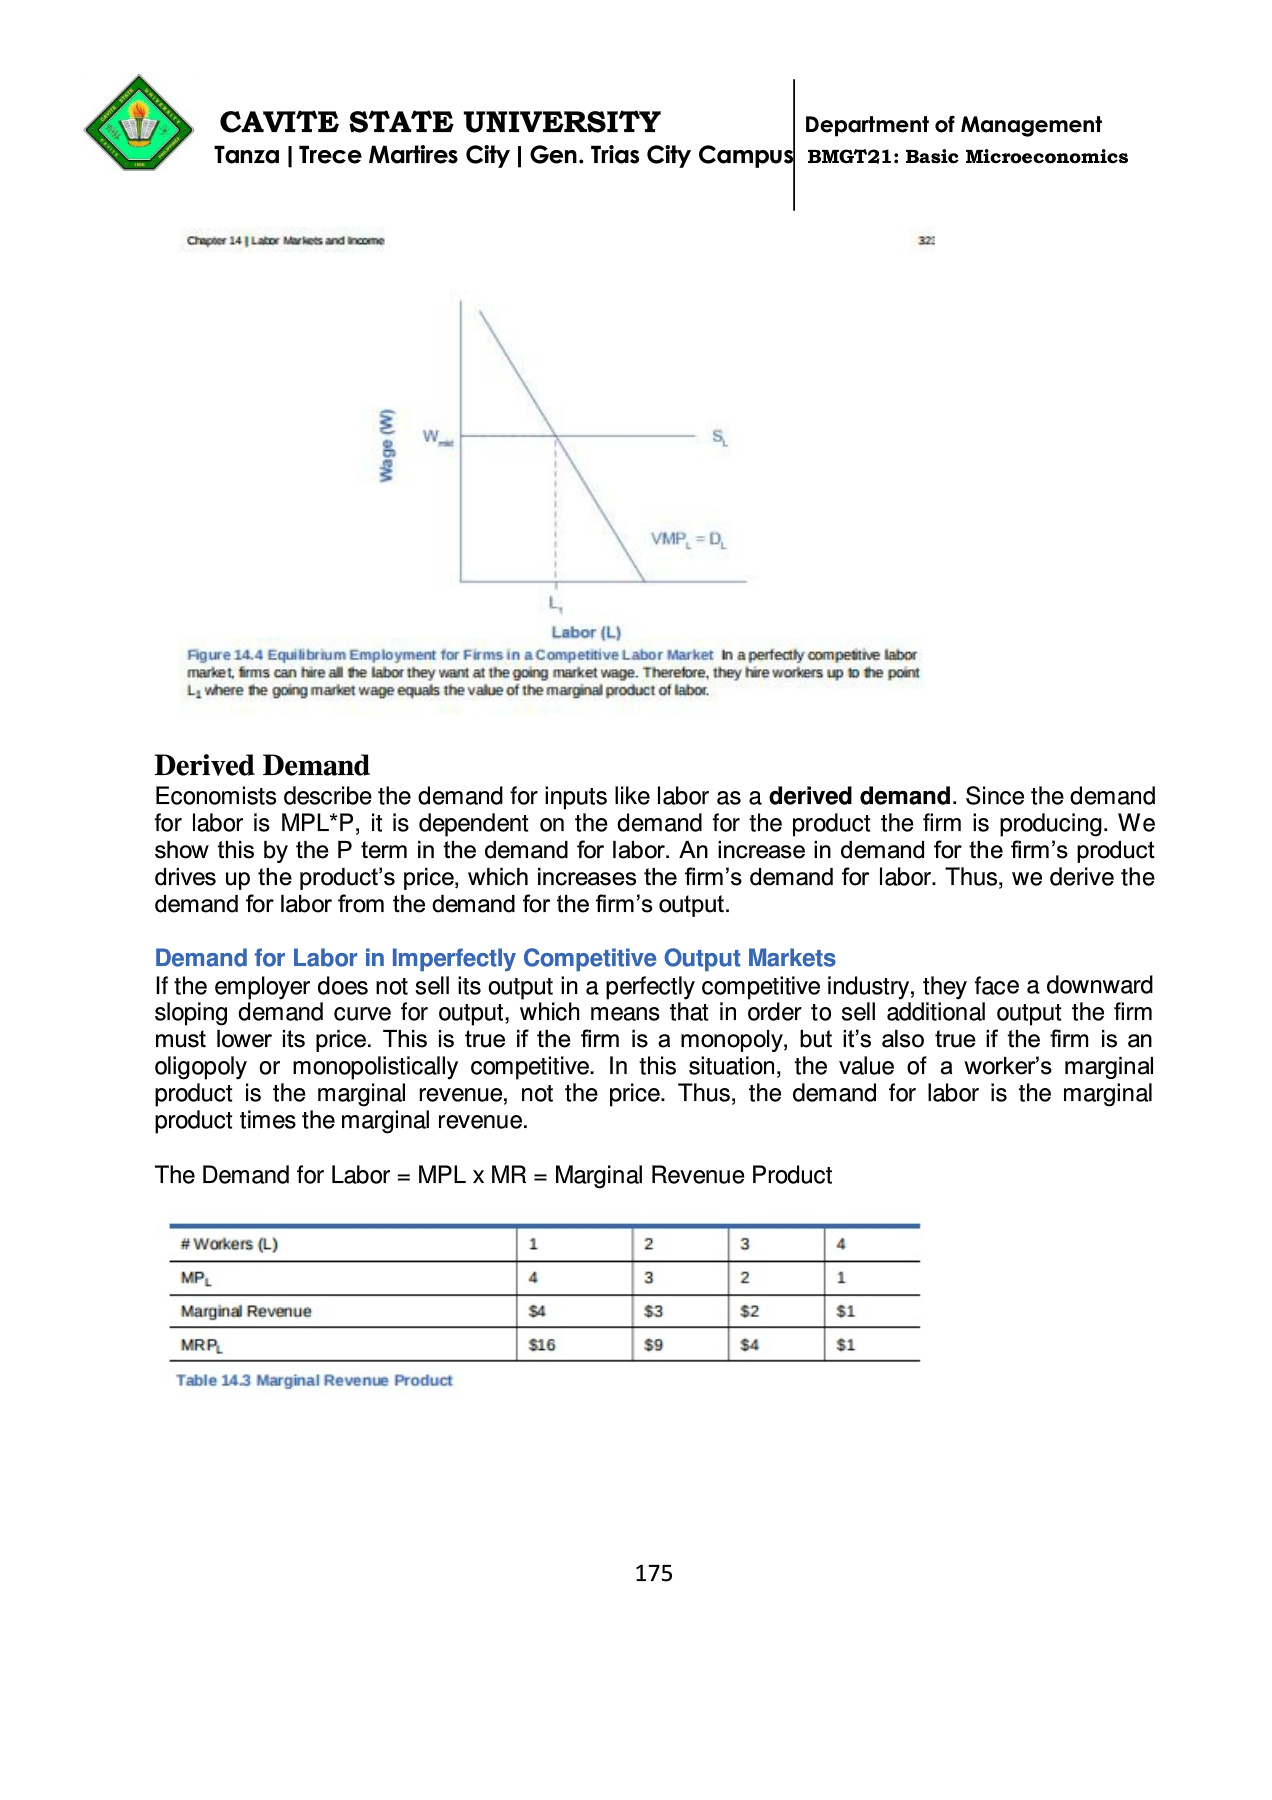 CAVITE STATE UNIVERSITY
Tanza | Trece Martires City | Gen. Trias City Campus
Department of Management
BMGT21: Basic Microeconomics
Chapter 14 | Labor Markets and Income
Wage (W)
W mkt
S L
VMP L = D L
L 1
Labor (L)
Figure 14.4 Equilibrium Employment for Firms in a Competitive Labor Market In a perfectly competitive labor
market, firms can hire all the labor they want at the going market wage. Therefore, they hire workers up to the point
L1 where the going market wage equals the value of the marginal product of labor.
Derived Demand
Economists describe the demand for inputs like labor as a derived demand. Since the demand
for labor is MPL*P, it is dependent on the demand for the product the firm is producing. We
show this by the P term in the demand for labor. An increase in demand for the firm’s product
drives up the product’s price, which increases the firm’s demand for labor. Thus, we derive the
demand for labor from the demand for the firm’s output.
Demand for Labor in Imperfectly Competitive Output Markets
If the employer does not sell its output in a perfectly competitive industry, they face a downward
sloping demand curve for output, which means that in order to sell additional output the firm
must lower its price. This is true if the firm is a monopoly, but it’s also true if the firm is an
oligopoly or monopolistically competitive. In this situation, the value of a worker’s marginal
product is the marginal revenue, not the price. Thus, the demand for labor is the marginal
product times the marginal revenue.
The Demand for Labor = MPL x MR = Marginal Revenue Product
# Workers (L) 1 2 3 4
MPL 4 3 2 1
Marginal Revenue $4 $3 $2 $1
MRPL $16 $9 $4 $1
Table 14.3 Marginal Revenue Product
175